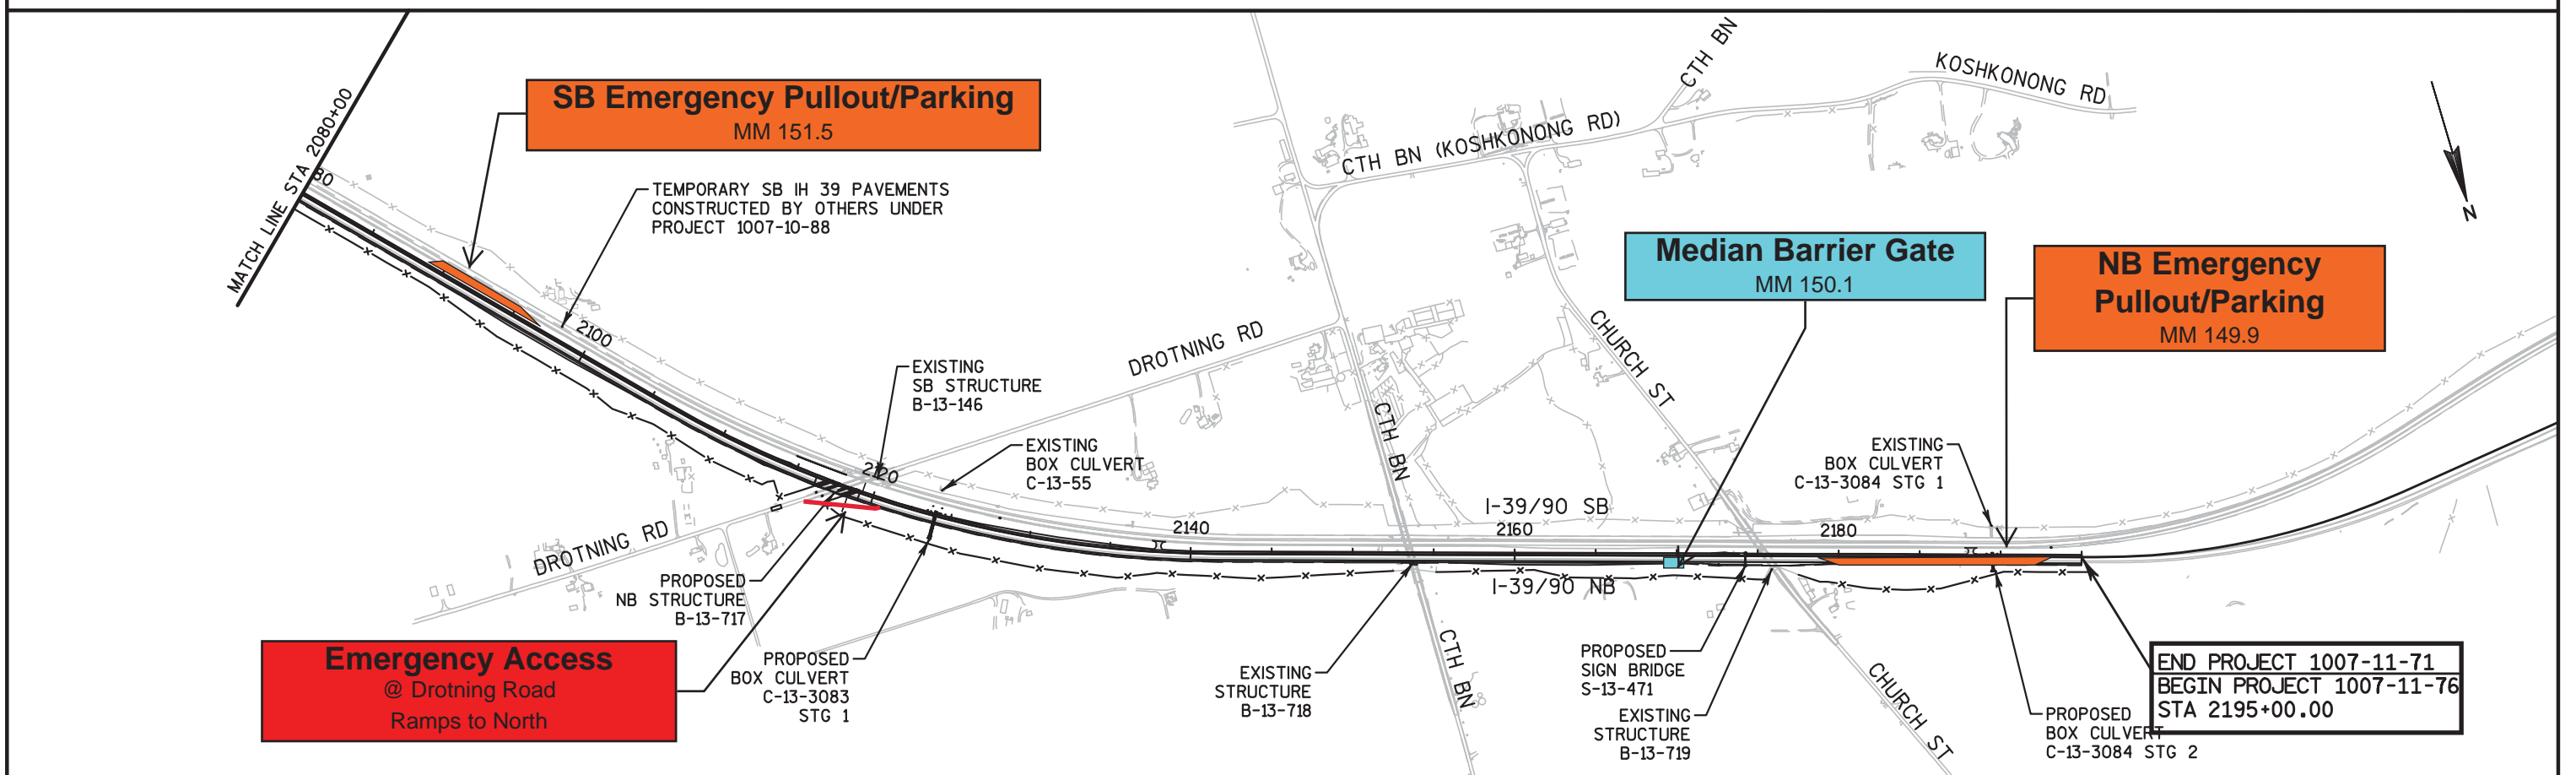 MATCH LINE STA 2080+00
80
SB Emergency Pullout/Parking
MM 151.5
TEMPORARY SB IH 39 PAVEMENTS
CONSTRUCTED BY OTHERS UNDER
PROJECT 1007-10-88
2100
EXISTING
SB STRUCTURE
B-13-146
2120
EXISTING
BOX CULVERT
C-13-55
DROTNING RD
DROTNING RD
PROPOSED
NB STRUCTURE
B-13-717
Emergency Access
@ Drotning Road
Ramps to North
PROPOSED
BOX CULVERT
C-13-3083
STG 1
2140
CTH BN (KOSHKONONG RD)
CTH BN
KOSHKONONG RD
N
CTH BN
CTH BN
CHURCH ST
CHURCH ST
Median Barrier Gate
MM 150.1
NB Emergency
Pullout/Parking
MM 149.9
I-39/90 SB
2160
I-39/90 NB
2180
EXISTING
BOX CULVERT
C-13-3084 STG 1
EXISTING
STRUCTURE
B-13-718
PROPOSED
SIGN BRIDGE
S-13-471
EXISTING
STRUCTURE
B-13-719
PROPOSED
BOX CULVERT
C-13-3084 STG 2
END PROJECT 1007-11-71
BEGIN PROJECT 1007-11-76
STA 2195+00.00